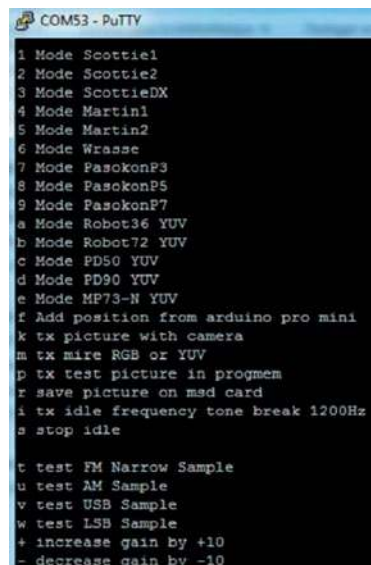 COM53 - PuTTY
1 Mode Scottie1
2 Mode Scottie2
3 Mode ScottieDX
4 Mode Martin1
5 Mode Martin2
6 Mode Wrasse
7 Mode PasokonP3
8 Mode PasokonP5
9 Mode PasokonP7
a Mode Robot36 YUV
b Mode Robot72 YUV
c Mode PD50 YUV
d Mode PD90 YUV
e Mode MP73-N YUV
f Add position from arduino pro mini
k tx picture with camera
m tx mire RGB or YUV
p tx test picture in progmem
r save picture on msd card
i tx idle frequency tone break 1200Hz
s stop idle
t test FM Narrow Sample
u test AM Sample
v test USB Sample
w test LSB Sample
+ increase gain by +10
- decrease gain by -10